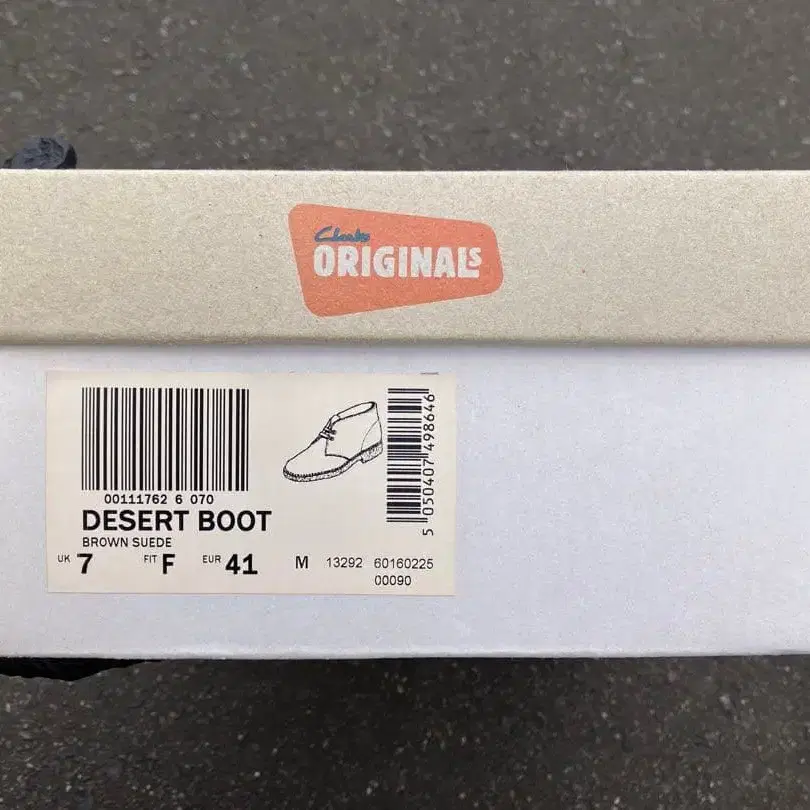 Clarks
ORIGINALS
00111762 6 070
DESERT BOOT
BROWN SUEDE
UK 7 FIT F EUR 41 M 13292 60160225
00090
5 050407 498646